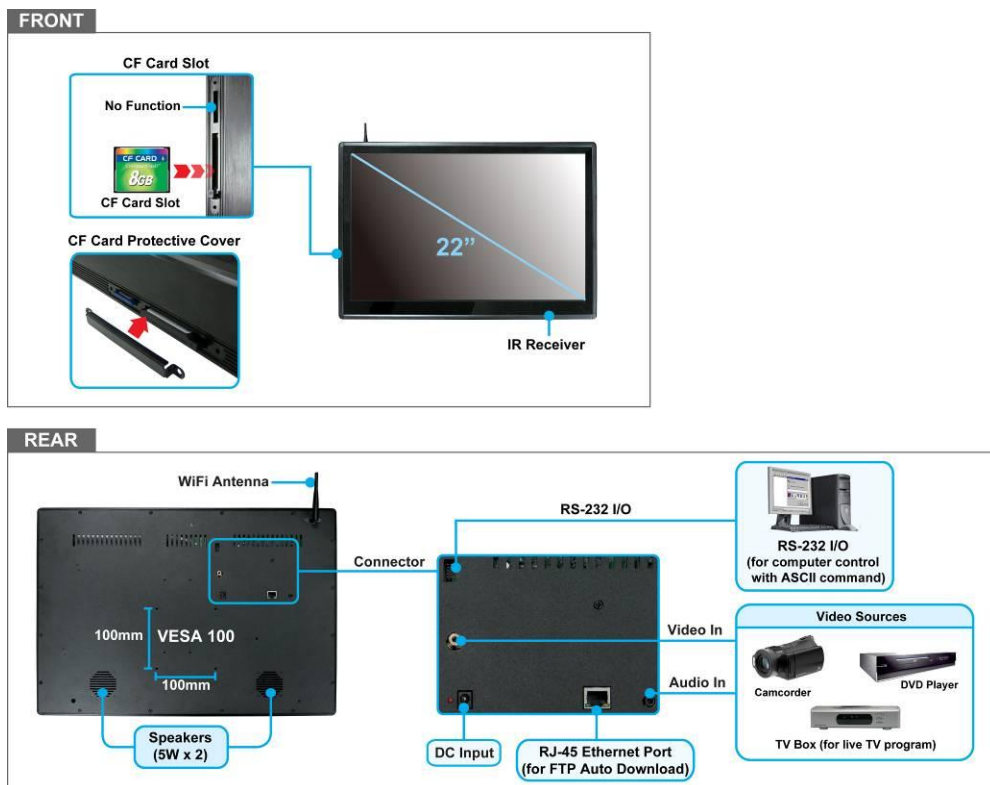 FRONT
CF Card Slot
No Function
CF CARD
8GB
CF Card Slot
CF Card Protective Cover
22”
IR Receiver
REAR
WiFi Antenna
Connector
100mm
VESA 100
100mm
Speakers
(5W x 2)
RS-232 I/O
RS-232 I/O
(for computer control
with ASCII command)
Video In
Audio In
Video Sources
Camcorder
DVD Player
TV Box (for live TV program)
DC Input
RJ-45 Ethernet Port
(for FTP Auto Download)